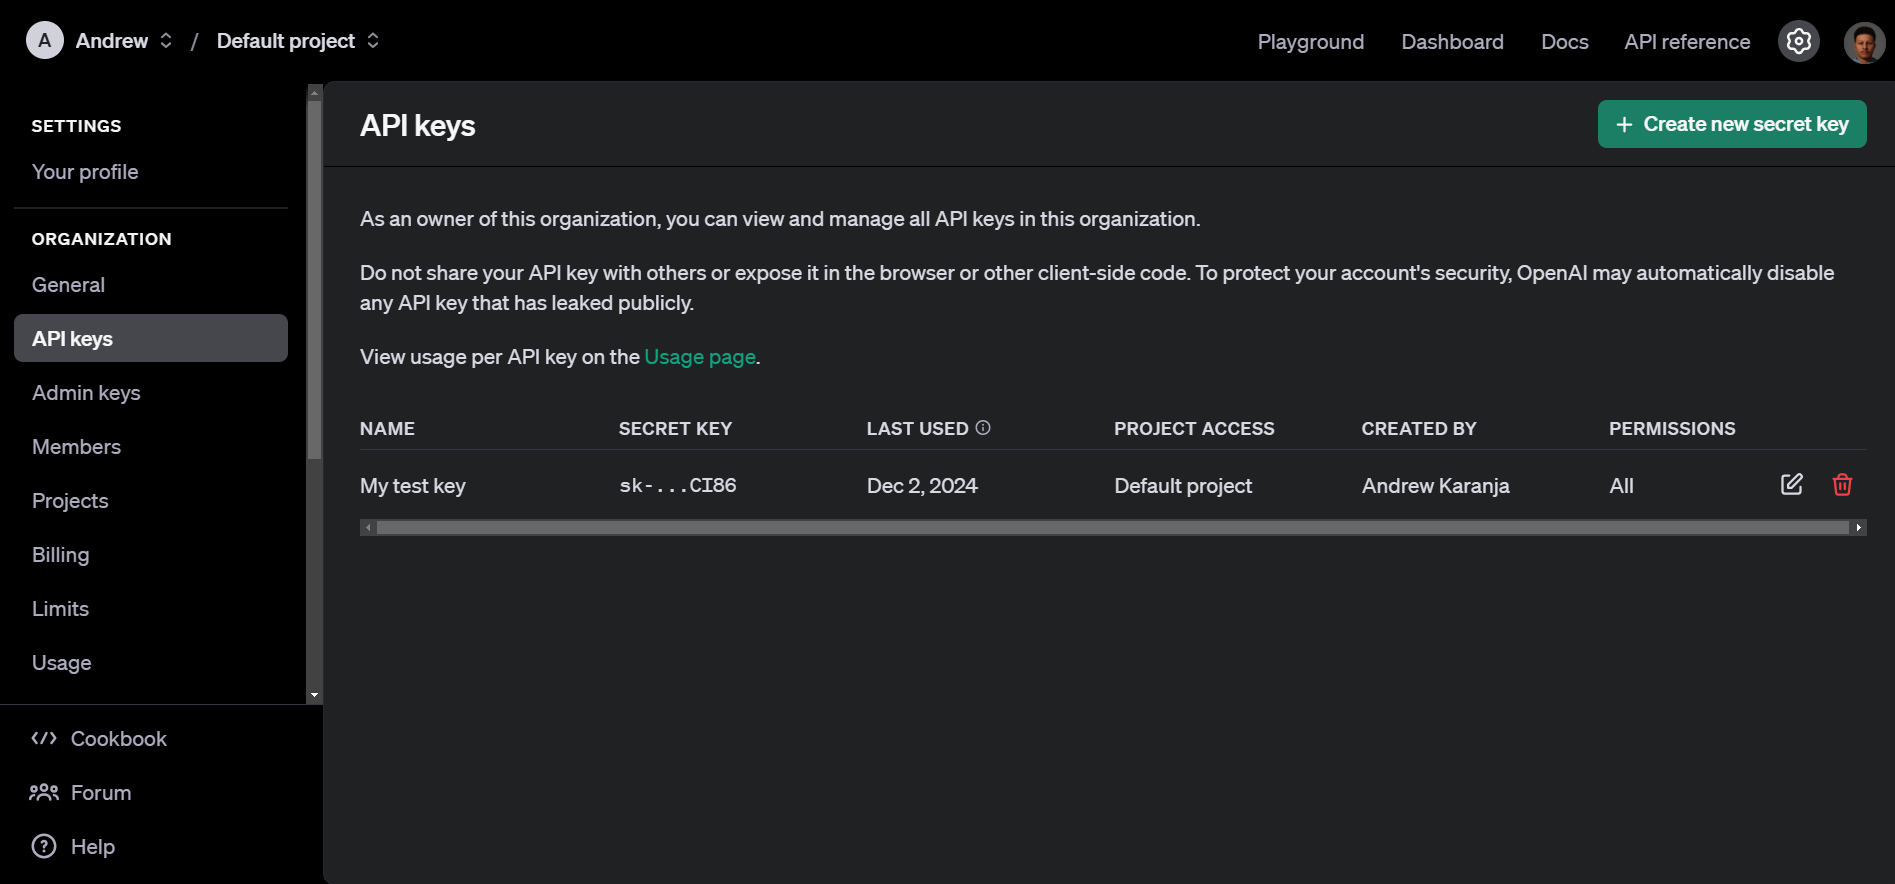 A Andrew / Default project
Playground Dashboard Docs API reference
SETTINGS
Your profile
ORGANIZATION
General
API keys
Admin keys
Members
Projects
Billing
Limits
Usage
Cookbook
Forum
Help
API keys
+ Create new secret key
As an owner of this organization, you can view and manage all API keys in this organization.
Do not share your API key with others or expose it in the browser or other client-side code. To protect your account's security, OpenAI may automatically disable
any API key that has leaked publicly.
View usage per API key on the Usage page.
NAME SECRET KEY LAST USED PROJECT ACCESS CREATED BY PERMISSIONS
My test key sk-...CI86 Dec 2, 2024 Default project Andrew Karanja All